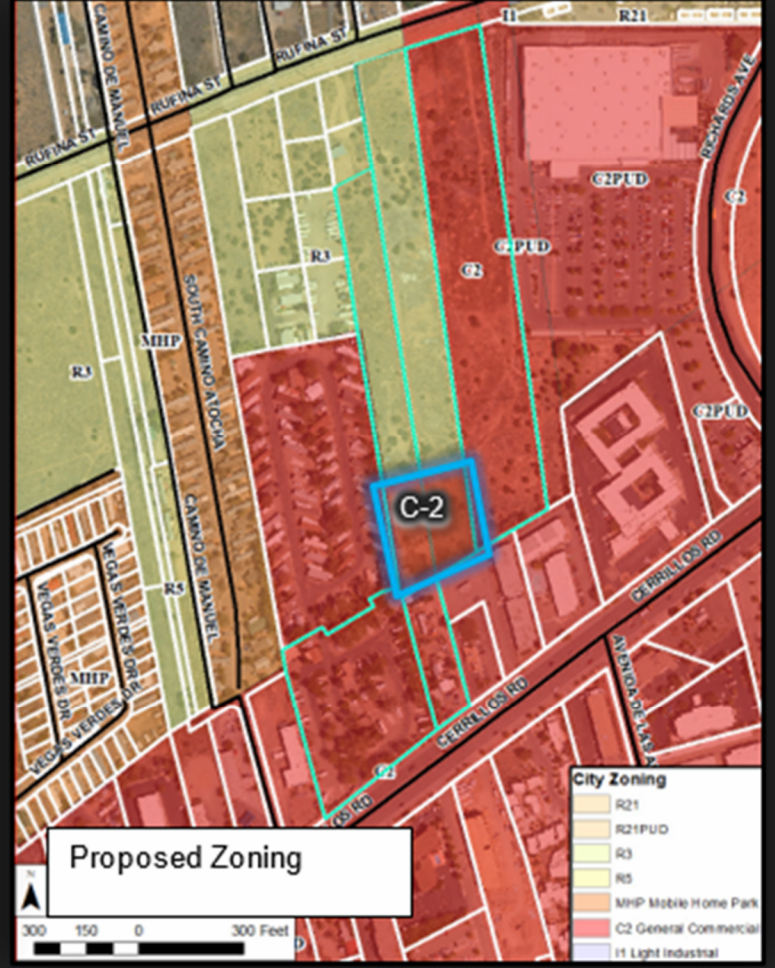 I1
R21
CAMINO DE MANUEL
RUFINA ST
RUFINA ST
RUFINA ST
RICHARDS AVE
C2PUD
C2
C2PUD
R3
C2
SOUTH CAMINO ATOCHA
MHP
R3
C2PUD
C-2
CAMINO DE MANUEL
CERRILLOS RD
VEGAS VERDES DR
VEGAS VERDES DR
R5
MHP
VEGAS VERDES DR
CERRILLOS RD
AVENIDA DE LAS A
C2
OS RD
Proposed Zoning
N
300 150 0 300 Feet
D
City Zoning
R21
R21PUD
R3
R5
MHP Mobile Home Park
C2 General Commercial
I1 Light Industrial